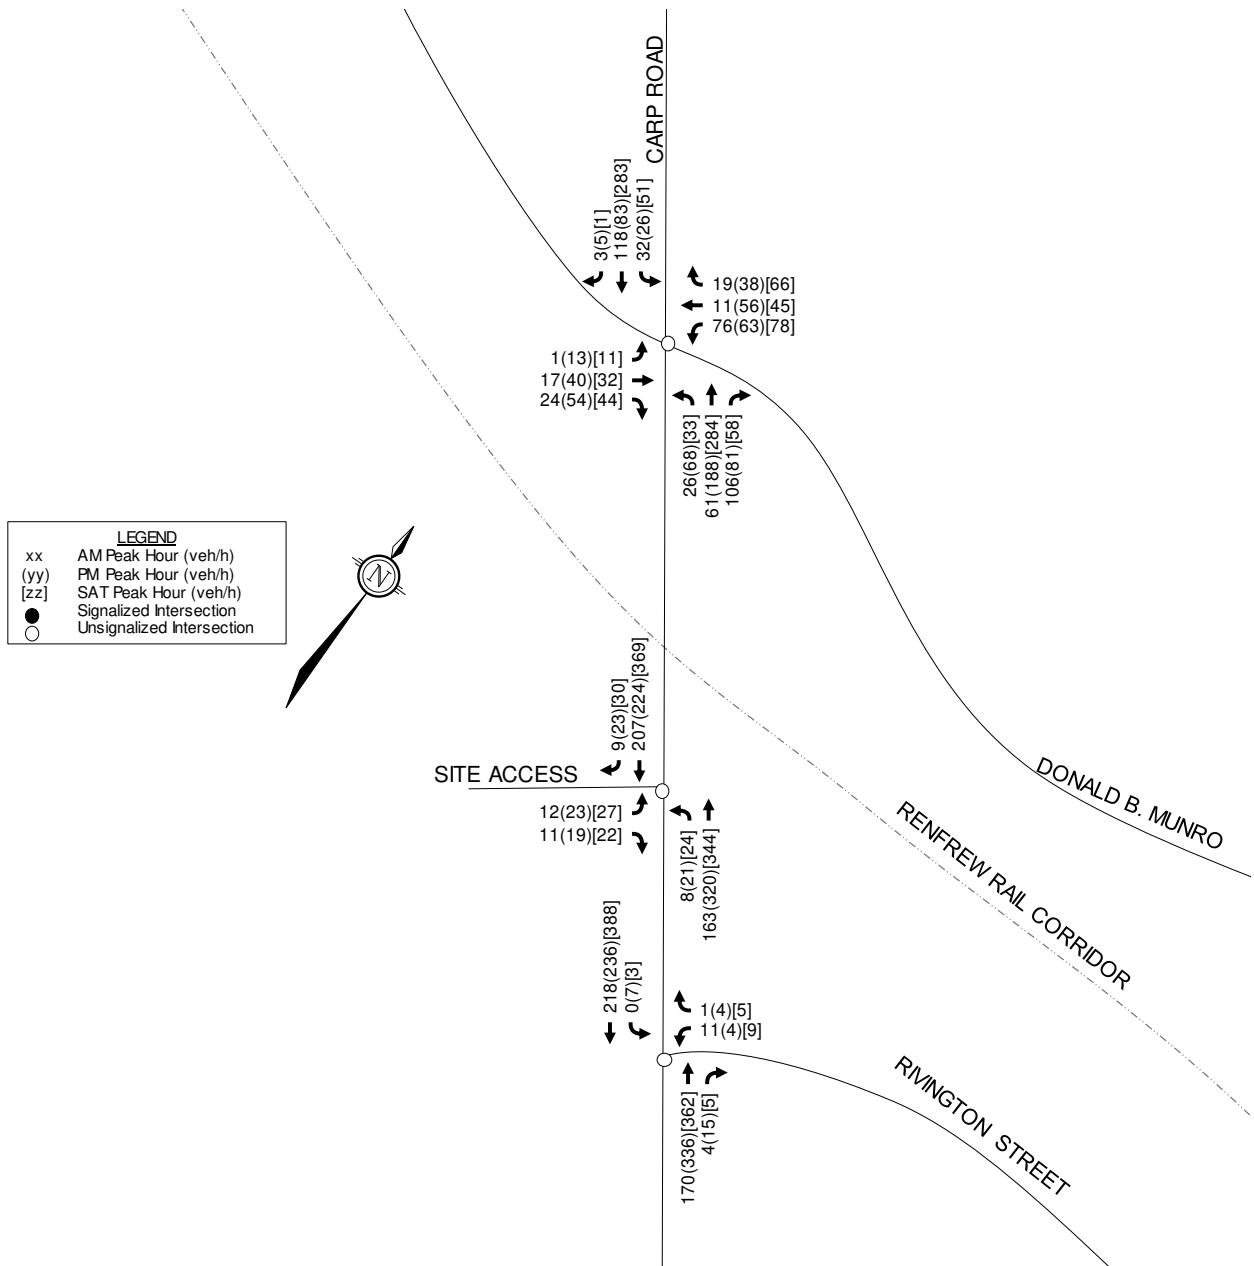 CARP ROAD
3(5)[1]
118(83)[283]
32(26)[51]
19(38)[66]
11(56)[45]
76(63)[78]
1(13)[11]
17(40)[32]
24(54)[44]
26(68)[33]
61(188)[284]
106(81)[58]
LEGEND
xx AM Peak Hour (veh/h)
(yy) PM Peak Hour (veh/h)
[zz] SAT Peak Hour (veh/h)
Signalized Intersection
Unsignalized Intersection
N
9(23)[30]
207(224)[369]
SITE ACCESS
12(23)[27]
11(19)[22]
8(21)[24]
163(320)[344]
DONALD B. MUNRO
RENFREW RAIL CORRIDOR
218(236)[388]
0(7)[3]
1(4)[5]
11(4)[9]
170(336)[362]
4(15)[5]
RIVINGTON STREET